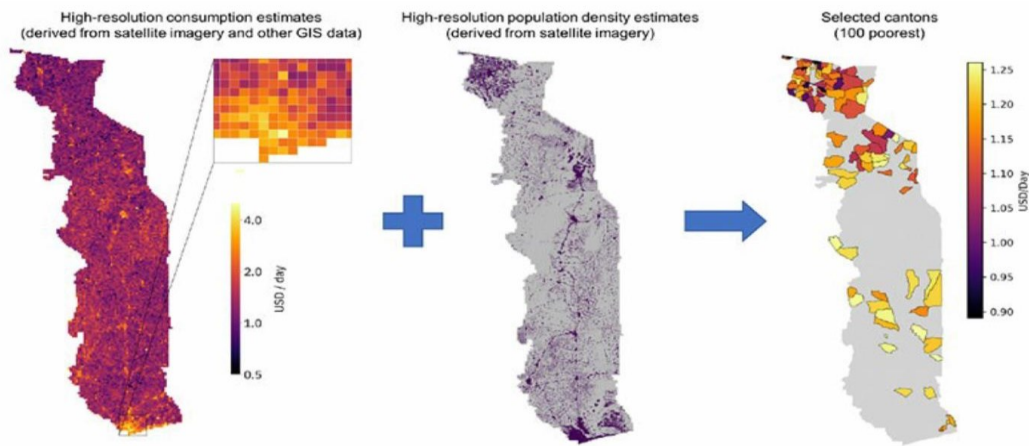 High-resolution consumption estimates
(derived from satellite imagery and other GIS data)
High-resolution population density estimates
(derived from satellite imagery)
Selected cantons
(100 poorest)
4.0
2.0
1.0
0.5
USD / day
1.25
1.20
1.15
1.10
1.05
1.00
0.95
0.90
USD/Day